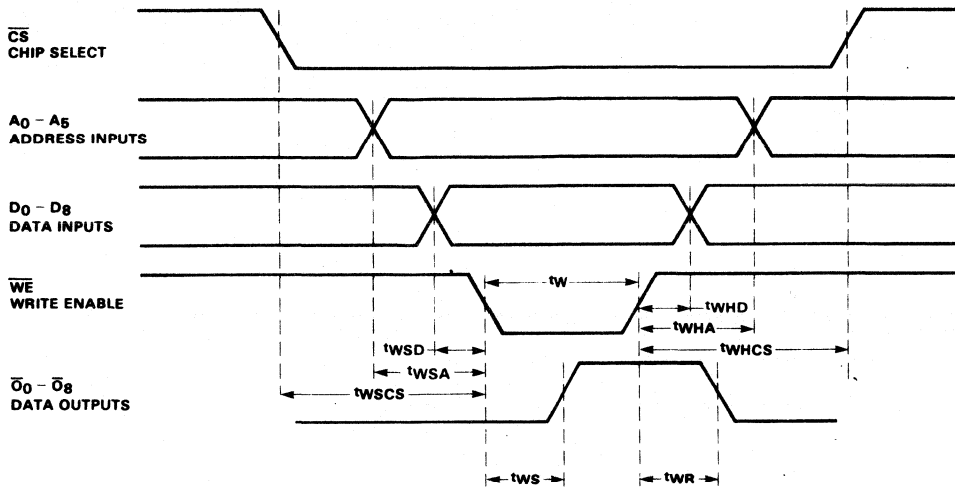 CS
CHIP SELECT
A0 – A5
ADDRESS INPUTS
D0 – D8
DATA INPUTS
WE
WRITE ENABLE
tW
tWHD
tWHA
tWSD
tWHCS
tWSA
tWSCS
O0 – O8
DATA OUTPUTS
tWS
tWR